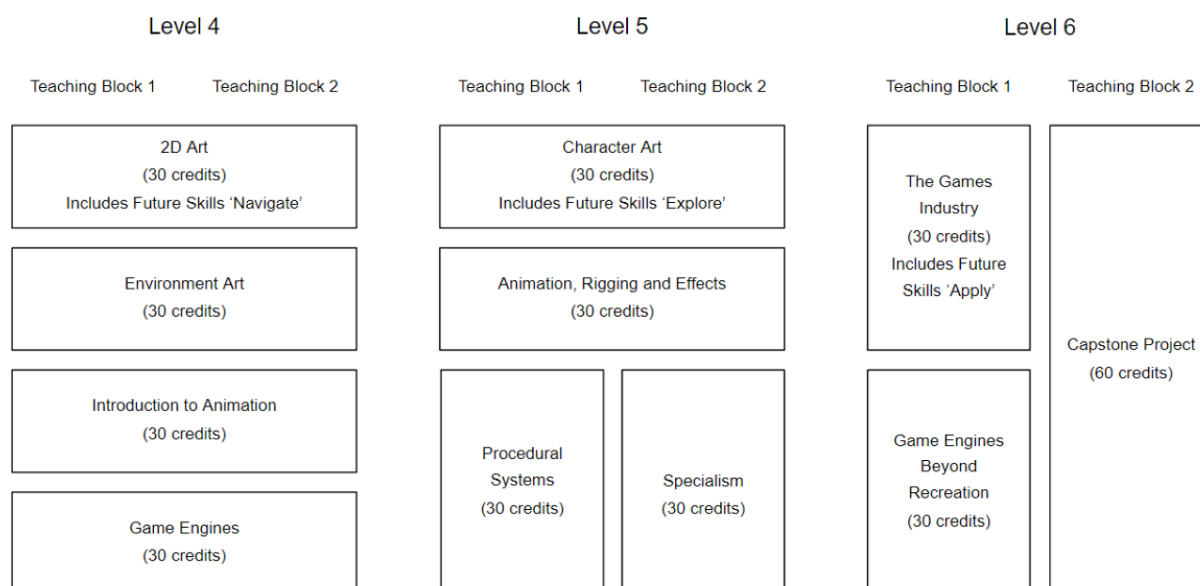 Level 4
Teaching Block 1
Teaching Block 2
2D Art
(30 credits)
Includes Future Skills ‘Navigate’
Environment Art
(30 credits)
Introduction to Animation
(30 credits)
Game Engines
(30 credits)
Level 5
Teaching Block 1
Teaching Block 2
Character Art
(30 credits)
Includes Future Skills ‘Explore’
Animation, Rigging and Effects
(30 credits)
Procedural
Systems
(30 credits)
Specialism
(30 credits)
Level 6
Teaching Block 1
Teaching Block 2
The Games
Industry
(30 credits)
Includes Future
Skills ‘Apply’
Game Engines
Beyond
Recreation
(30 credits)
Capstone Project
(60 credits)